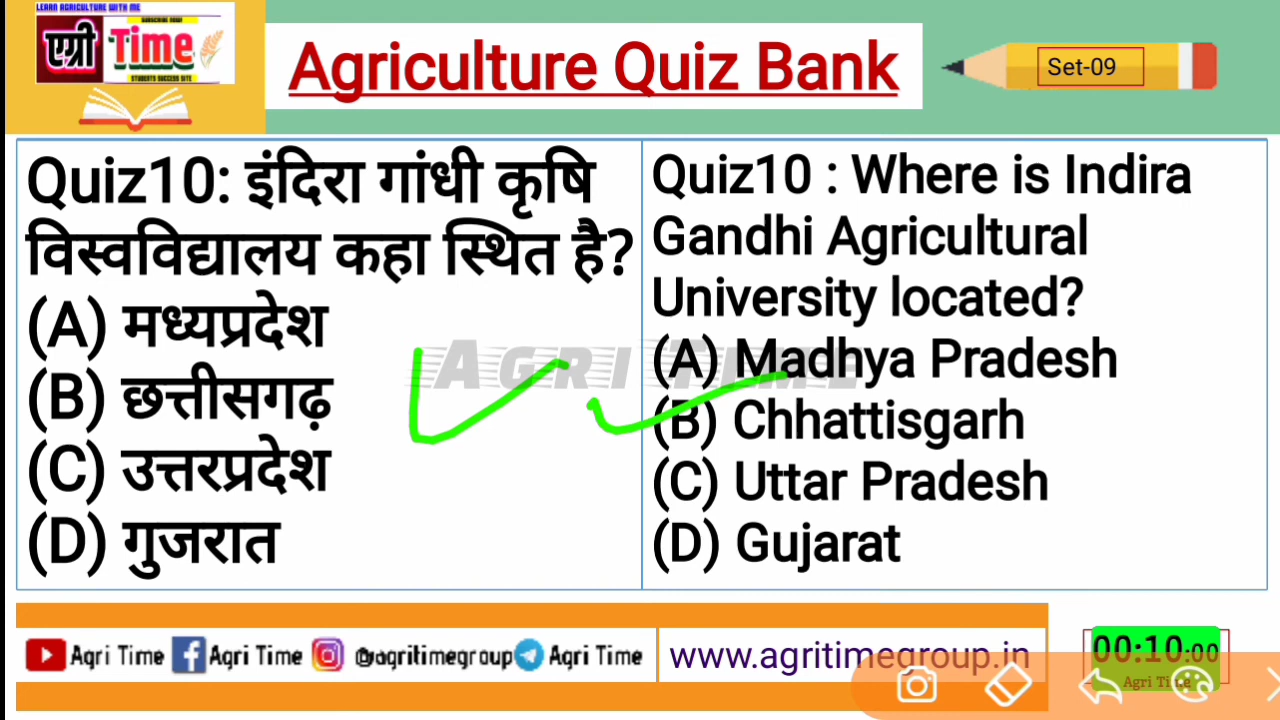 LEARN AGRICULTURE WITH ME
SUBSCRIBE NOW!
एग्री Time
STUDENTS SUCCESS SITE
Agriculture Quiz Bank
Set-09
Quiz10: इंदिरा गांधी कृषि
विस्वविद्यालय कहा स्थित है?
(A) मध्यप्रदेश
(B) छत्तीसगढ़
(C) उत्तरप्रदेश
(D) गुजरात
Quiz10 : Where is Indira
Gandhi Agricultural
University located?
(A) Madhya Pradesh
(B) Chhattisgarh
(C) Uttar Pradesh
(D) Gujarat
AGRI TIME
Agri Time Agri Time @agritimegroup Agri Time
www.agritimegroup.in
00:10:00
Agri Time